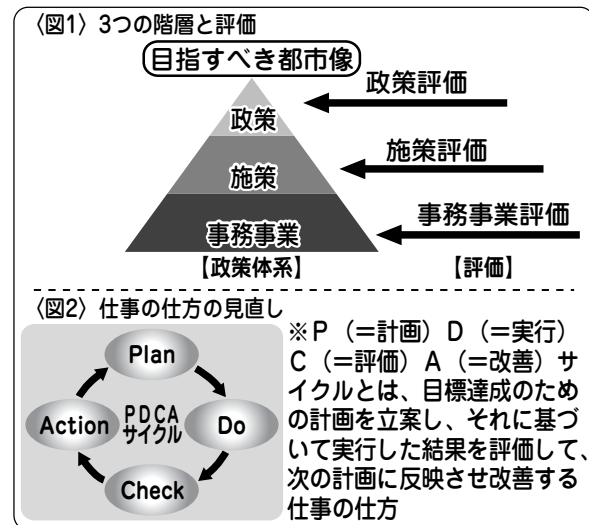 〈図1〉3つの階層と評価
目指すべき都市像
政策評価
政策
施策評価
施策
事務事業評価
事務事業
【政策体系】
【評価】
〈図2〉仕事の仕方の見直し
Plan
Action
PDCA
サイクル
Do
Check
※P(=計画)D(=実行)
C(=評価)A(=改善)サ
イクルとは、目標達成のため
の計画を立案し、それに基づ
いて実行した結果を評価して、
次の計画に反映させ改善する
仕事の仕方